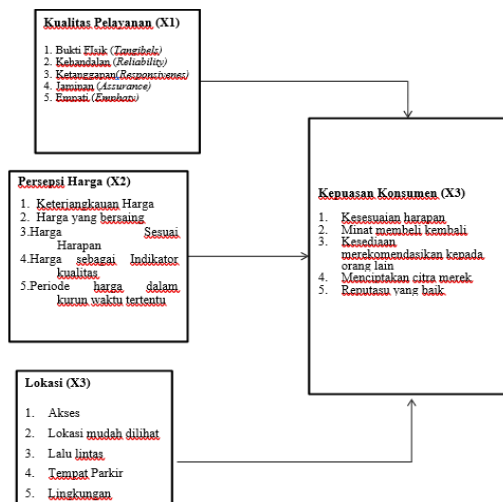 Kualitas Pelayanan (X1)
1. Bukti FIsik (Tangibels)
2. Kehandalan (Reliability)
3. Ketanggapan(Responsivenes)
4. Jaminan (Assurance)
5. Empati (Emphaty)
Persepsi Harga (X2)
1. Keterjangkauan Harga
2. Harga yang bersaing
3.Harga Sesuai
Harapan
4.Harga sebagai Indikator
kualitas
5.Periode harga dalam
kurun waktu tertentu
Lokasi (X3)
1. Akses
2. Lokasi mudah dilihat
3. Lalu lintas
4. Tempat Parkir
5. Lingkungan
Kepuasan Konsumen (X3)
1. Kesesuaian harapan
2. Minat membeli kembali
3. Kesediaan
merekomendasikan kepada
orang lain
4. Menciptakan citra merek
5. Reputasu yang baik